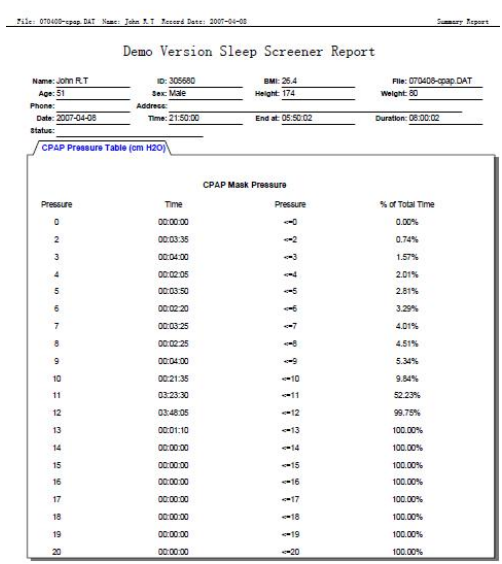 File: 070408-cpap.DAT Name: John R.T Record Date: 2007-04-08 Summary Report
Demo Version Sleep Screener Report
Name: John R.T ID: 305680 BMI: 26.4 File: 070408-cpap.DAT
Age: 51 Sex: Male Height: 174 Weight: 80
Phone: Address:
Date: 2007-04-08 Time: 21:50:00 End at: 05:50:02 Duration: 08:00:02
Status:
CPAP Pressure Table (cm H2O)
CPAP Mask Pressure
Pressure Time Pressure % of Total Time
0 00:00:00 <=0 0.00%
2 00:03:35 <=2 0.74%
3 00:04:00 <=3 1.57%
4 00:02:05 <=4 2.01%
5 00:03:50 <=5 2.81%
6 00:02:20 <=6 3.29%
7 00:03:25 <=7 4.01%
8 00:02:25 <=8 4.51%
9 00:04:00 <=9 5.34%
10 00:21:35 <=10 9.84%
11 03:23:30 <=11 52.23%
12 03:48:05 <=12 99.75%
13 00:01:10 <=13 100.00%
14 00:00:00 <=14 100.00%
15 00:00:00 <=15 100.00%
16 00:00:00 <=16 100.00%
17 00:00:00 <=17 100.00%
18 00:00:00 <=18 100.00%
19 00:00:00 <=19 100.00%
20 00:00:00 <=20 100.00%